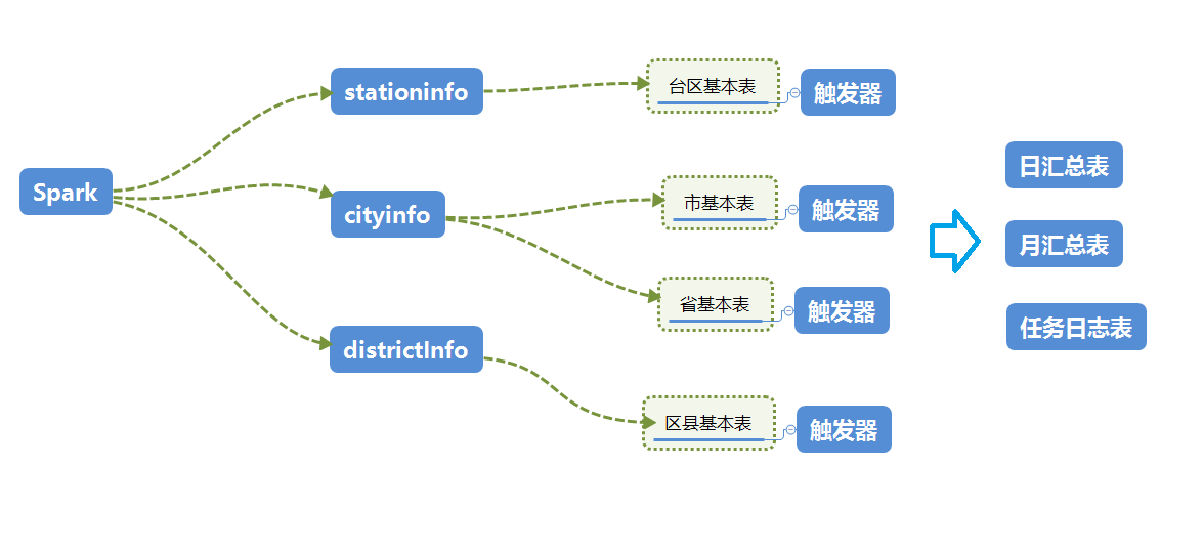 Spark
stationinfo
台区基本表
触发器
cityinfo
市基本表
触发器
省基本表
触发器
districtInfo
区县基本表
触发器
日汇总表
月汇总表
任务日志表